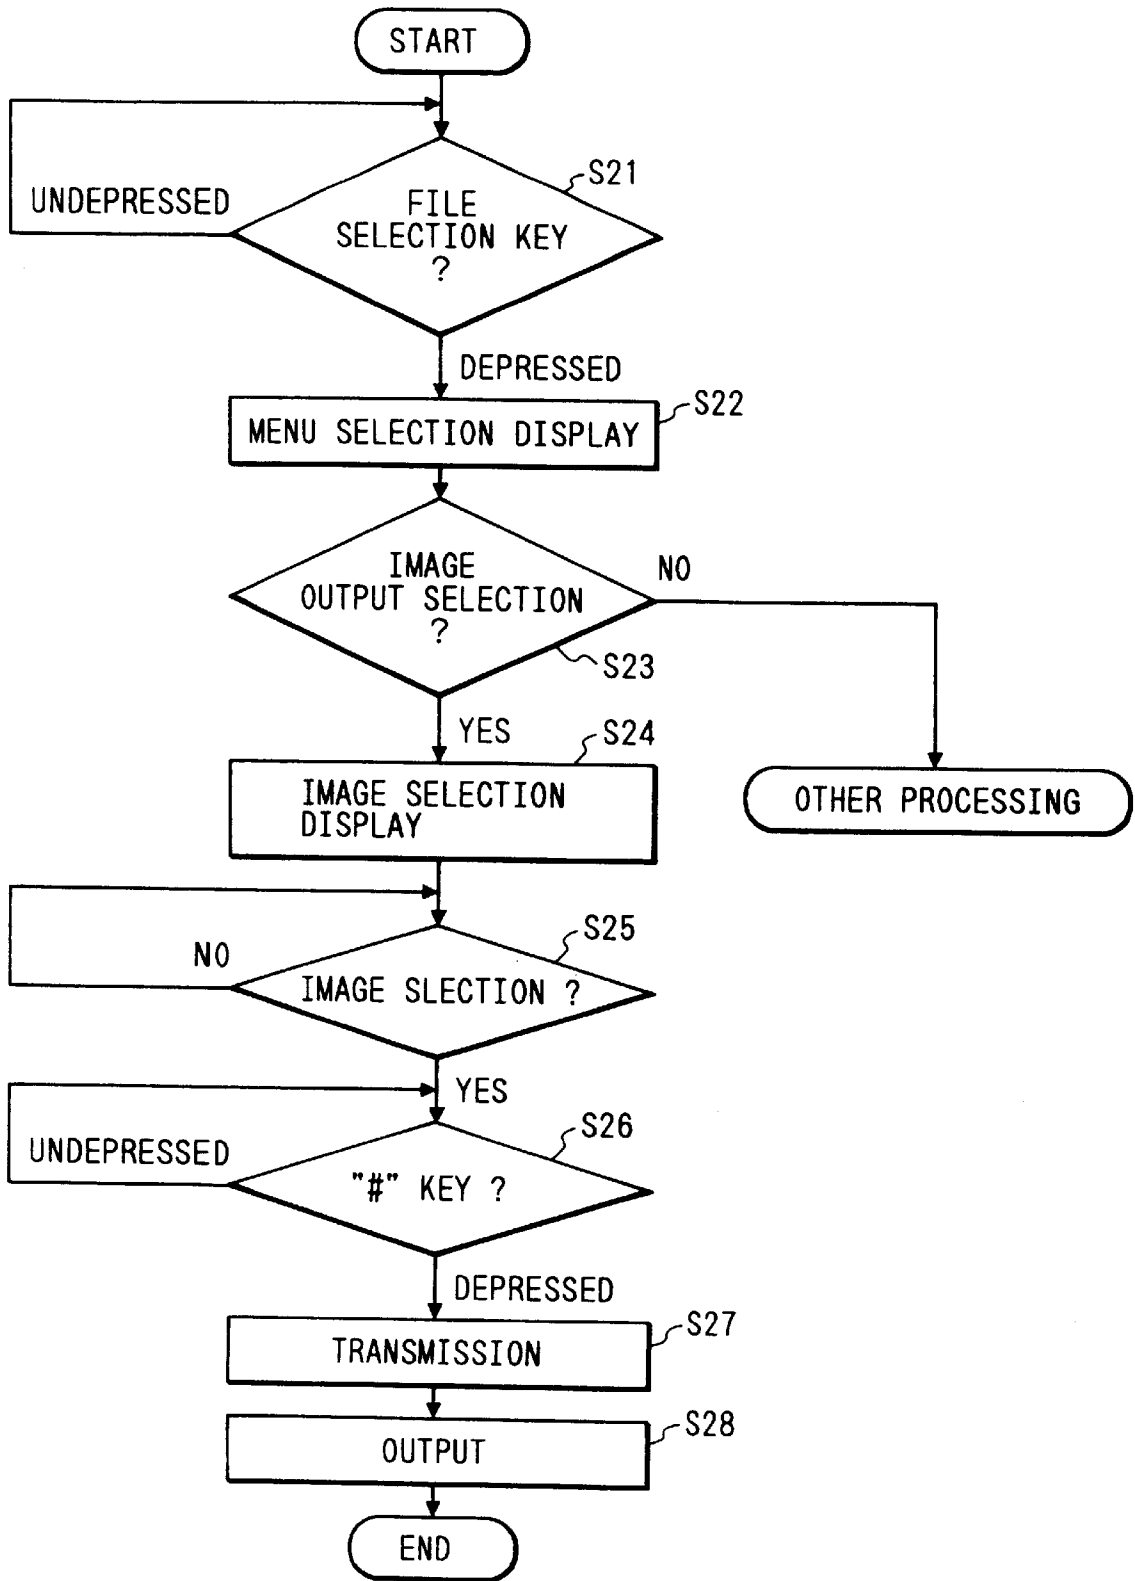 START
S21
UNDEPRESSED
FILE
SELECTION KEY
?
DEPRESSED
S22
MENU SELECTION DISPLAY
IMAGE
OUTPUT SELECTION
?
NO
S23
YES
S24
IMAGE SELECTION
DISPLAY
OTHER PROCESSING
S25
NO
IMAGE SLECTION ?
YES
S26
UNDEPRESSED
"#" KEY ?
DEPRESSED
S27
TRANSMISSION
S28
OUTPUT
END